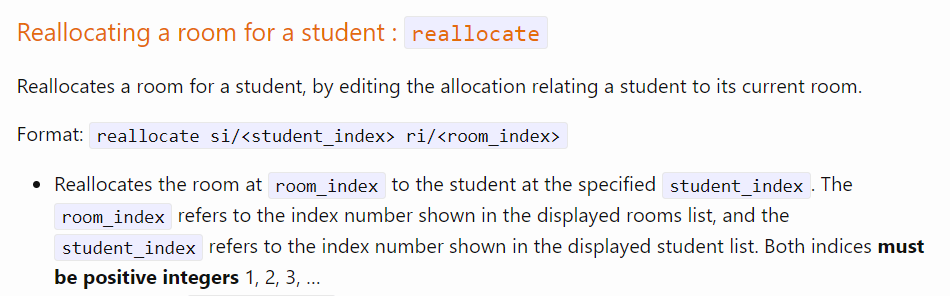 Reallocating a room for a student : reallocate
Reallocates a room for a student, by editing the allocation relating a student to its current room.
Format: reallocate si/<student_index> ri/<room_index>
• Reallocates the room at room_index to the student at the specified student_index. The
room_index refers to the index number shown in the displayed rooms list, and the
student_index refers to the index number shown in the displayed student list. Both indices must
be positive integers 1, 2, 3, …